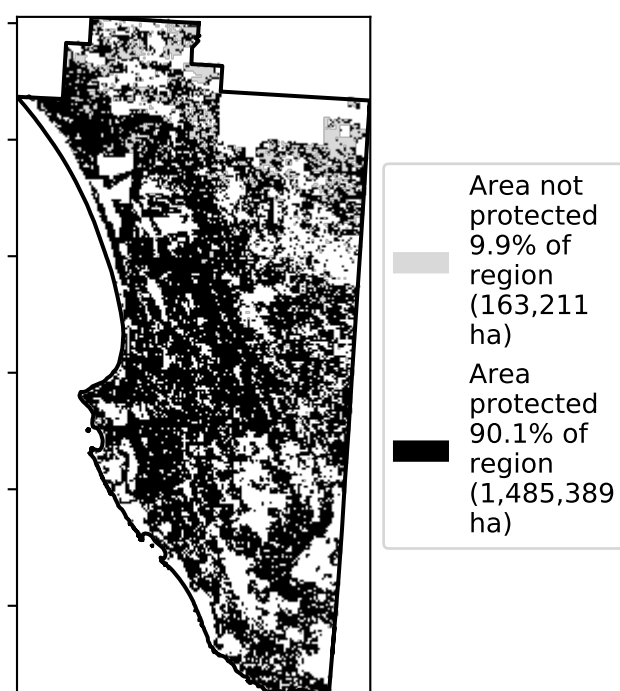 Area not
protected
9.9% of
region
(163,211
ha)
Area
protected
90.1% of
region
(1,485,389
ha)